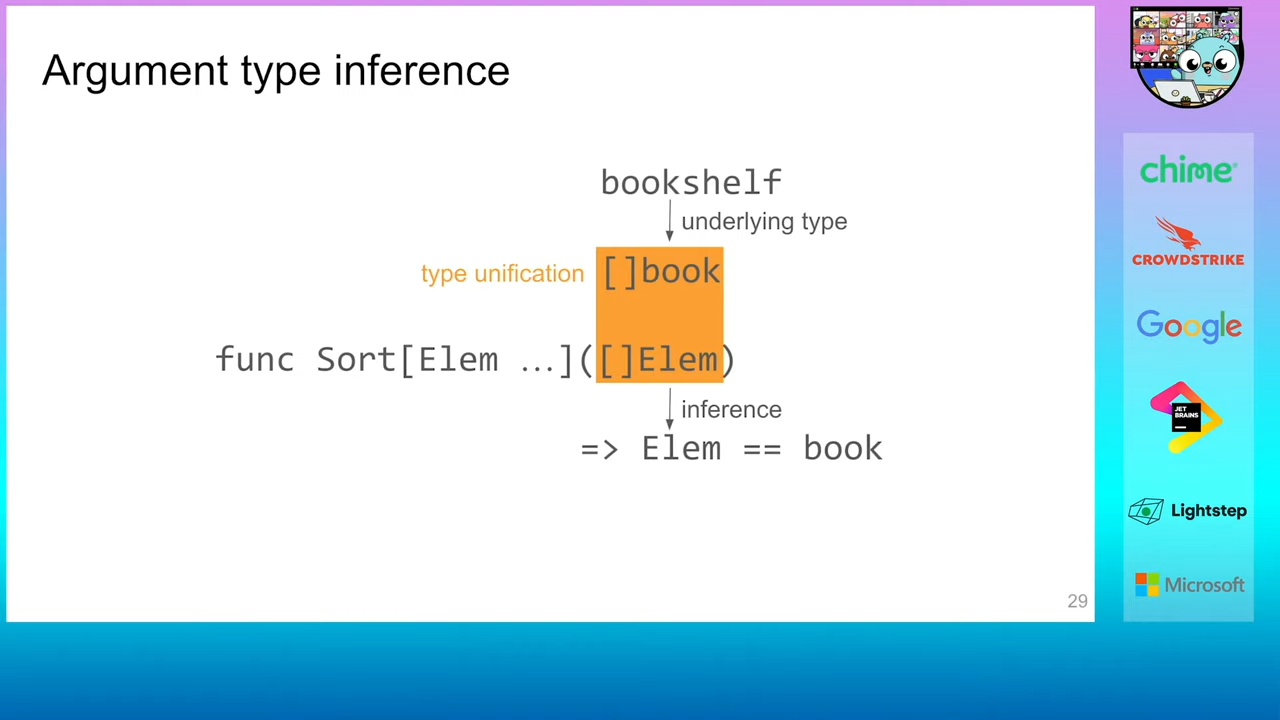 Argument type inference
bookshelf
underlying type
type unification
[]book
func Sort[Elem …]([]Elem)
inference
=> Elem == book
29
chime
CROWDSTRIKE
Google
JET
BRAINS
Lightstep
Microsoft